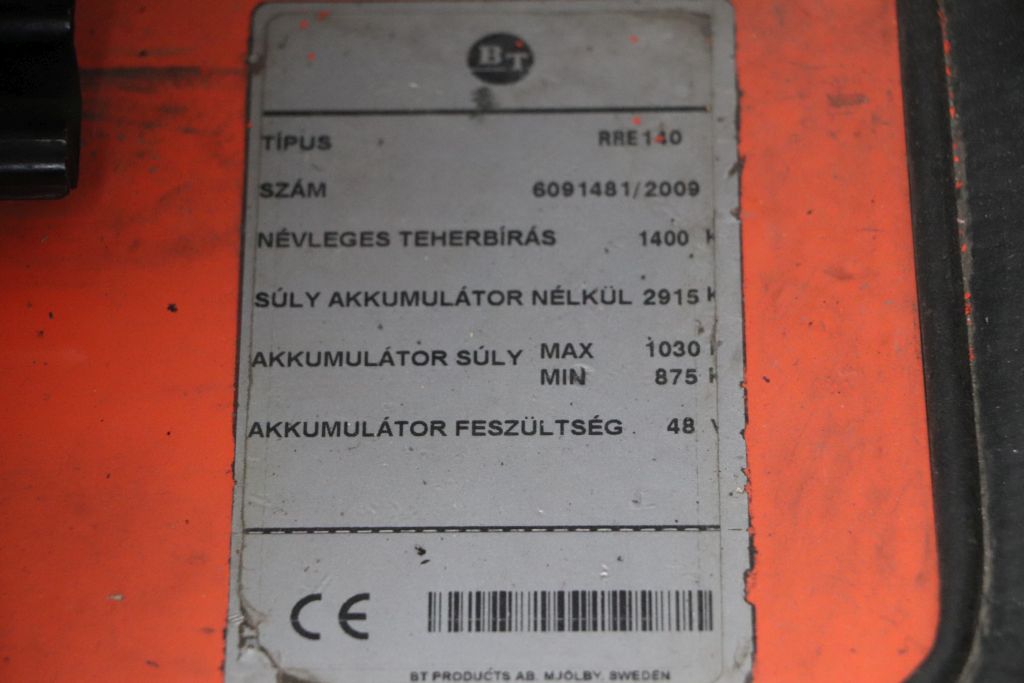 BT
TÍPUS RRE140
SZÁM 6091481/2009
NÉVLEGES TEHERBÍRÁS 1400 K
SÚLY AKKUMULÁTOR NÉLKÜL 2915 K
AKKUMULÁTOR SÚLY MAX 1030 K
MIN 875 K
AKKUMULÁTOR FESZÜLTSÉG 48 V
CE
BT PRODUCTS AB. MJÖLBY, SWEDEN